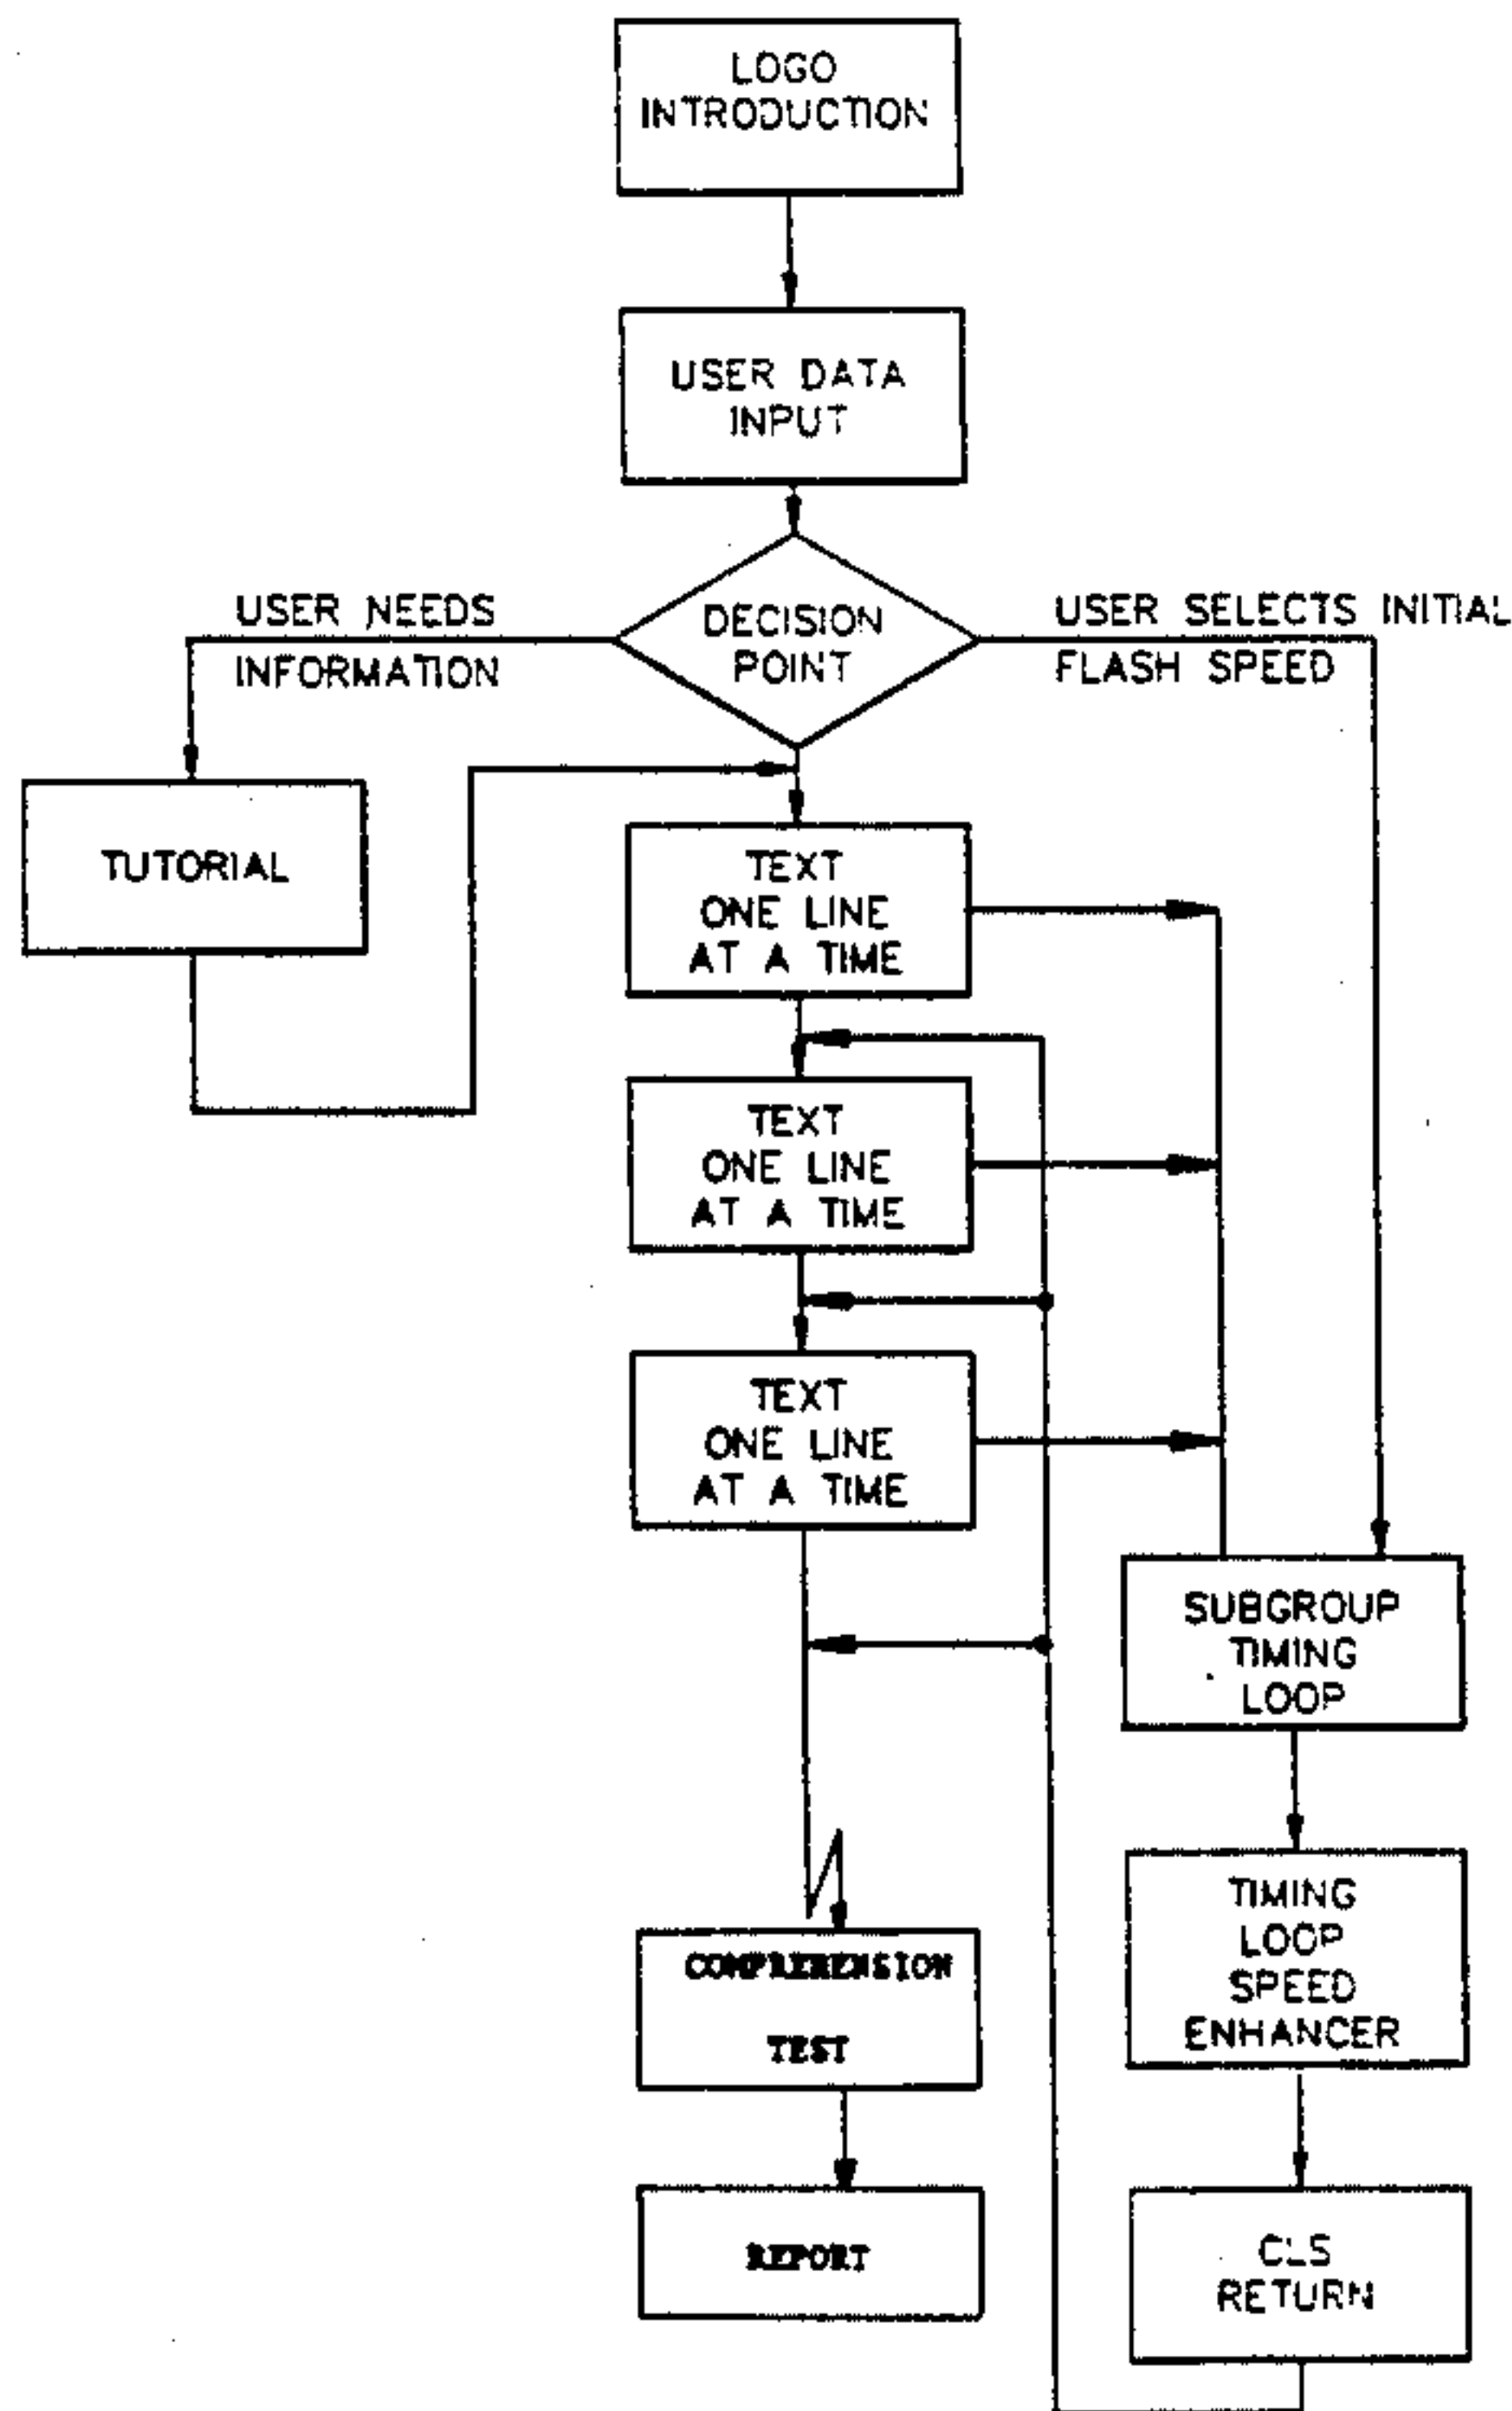 LOGO
INTRODUCTION
USER DATA
INPUT
DECISION
POINT
USER NEEDS
INFORMATION
USER SELECTS INITIAL
FLASH SPEED
TUTORIAL
TEXT
ONE LINE
AT A TIME
TEXT
ONE LINE
AT A TIME
TEXT
ONE LINE
AT A TIME
SUBGROUP
TIMING
LOOP
TIMING
LOOP
SPEED
ENHANCER
COMPREHENSION
TEST
REPORT
CLS
RETURN